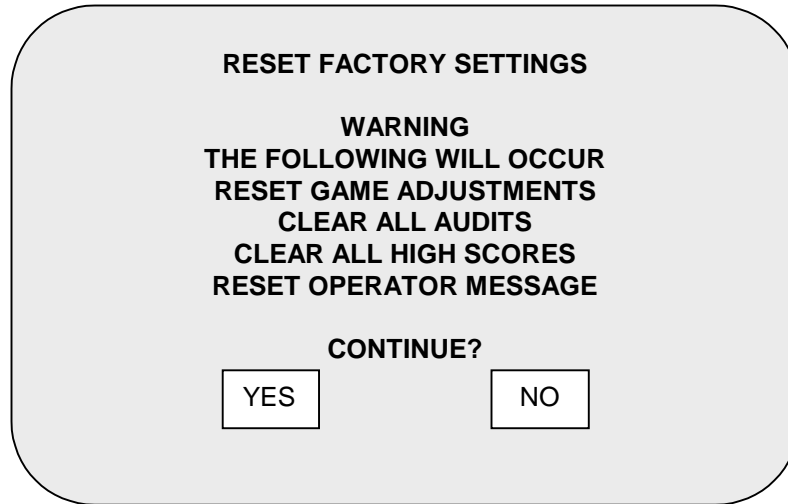 RESET FACTORY SETTINGS
WARNING
THE FOLLOWING WILL OCCUR
RESET GAME ADJUSTMENTS
CLEAR ALL AUDITS
CLEAR ALL HIGH SCORES
RESET OPERATOR MESSAGE
CONTINUE?
YES NO